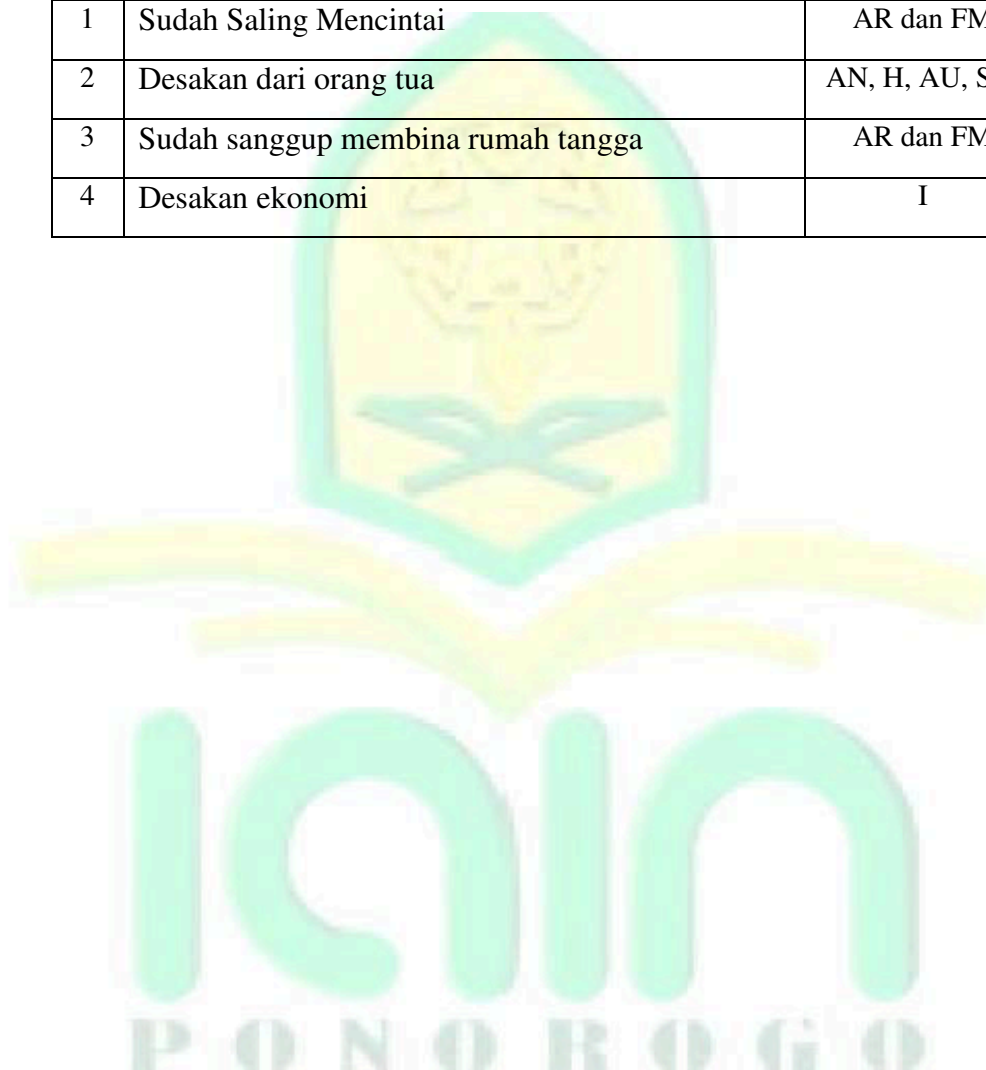 1 Sudah Saling Mencintai AR dan FM
2 Desakan dari orang tua AN, H, AU, S
3 Sudah sanggup membina rumah tangga AR dan FM
4 Desakan ekonomi I
iain
PONOROGO